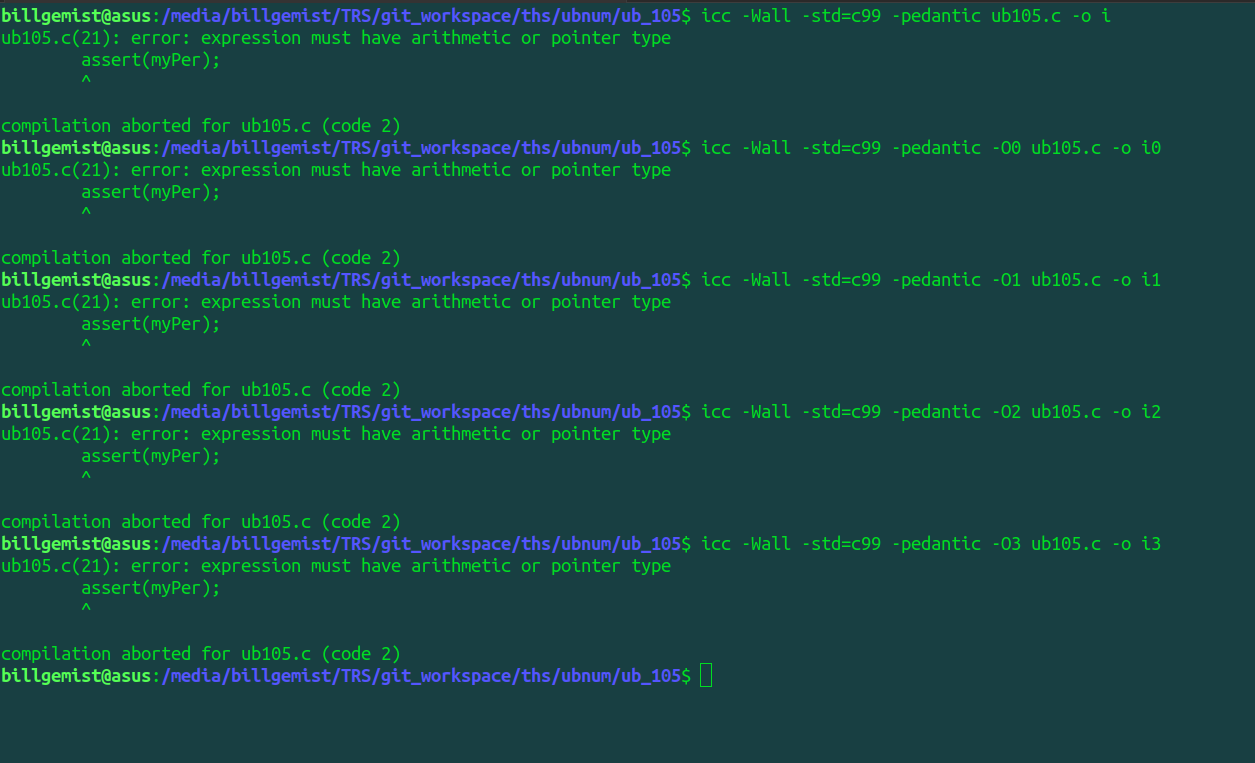 billgemist@asus:/media/billgemist/TRS/git_workspace/ths/ubnum/ub_105$ icc -Wall -std=c99 -pedantic ub105.c -o i
ub105.c(21): error: expression must have arithmetic or pointer type
        assert(myPer);
        ^

compilation aborted for ub105.c (code 2)
billgemist@asus:/media/billgemist/TRS/git_workspace/ths/ubnum/ub_105$ icc -Wall -std=c99 -pedantic -O0 ub105.c -o i0
ub105.c(21): error: expression must have arithmetic or pointer type
        assert(myPer);
        ^

compilation aborted for ub105.c (code 2)
billgemist@asus:/media/billgemist/TRS/git_workspace/ths/ubnum/ub_105$ icc -Wall -std=c99 -pedantic -O1 ub105.c -o i1
ub105.c(21): error: expression must have arithmetic or pointer type
        assert(myPer);
        ^

compilation aborted for ub105.c (code 2)
billgemist@asus:/media/billgemist/TRS/git_workspace/ths/ubnum/ub_105$ icc -Wall -std=c99 -pedantic -O2 ub105.c -o i2
ub105.c(21): error: expression must have arithmetic or pointer type
        assert(myPer);
        ^

compilation aborted for ub105.c (code 2)
billgemist@asus:/media/billgemist/TRS/git_workspace/ths/ubnum/ub_105$ icc -Wall -std=c99 -pedantic -O3 ub105.c -o i3
ub105.c(21): error: expression must have arithmetic or pointer type
        assert(myPer);
        ^

compilation aborted for ub105.c (code 2)
billgemist@asus:/media/billgemist/TRS/git_workspace/ths/ubnum/ub_105$